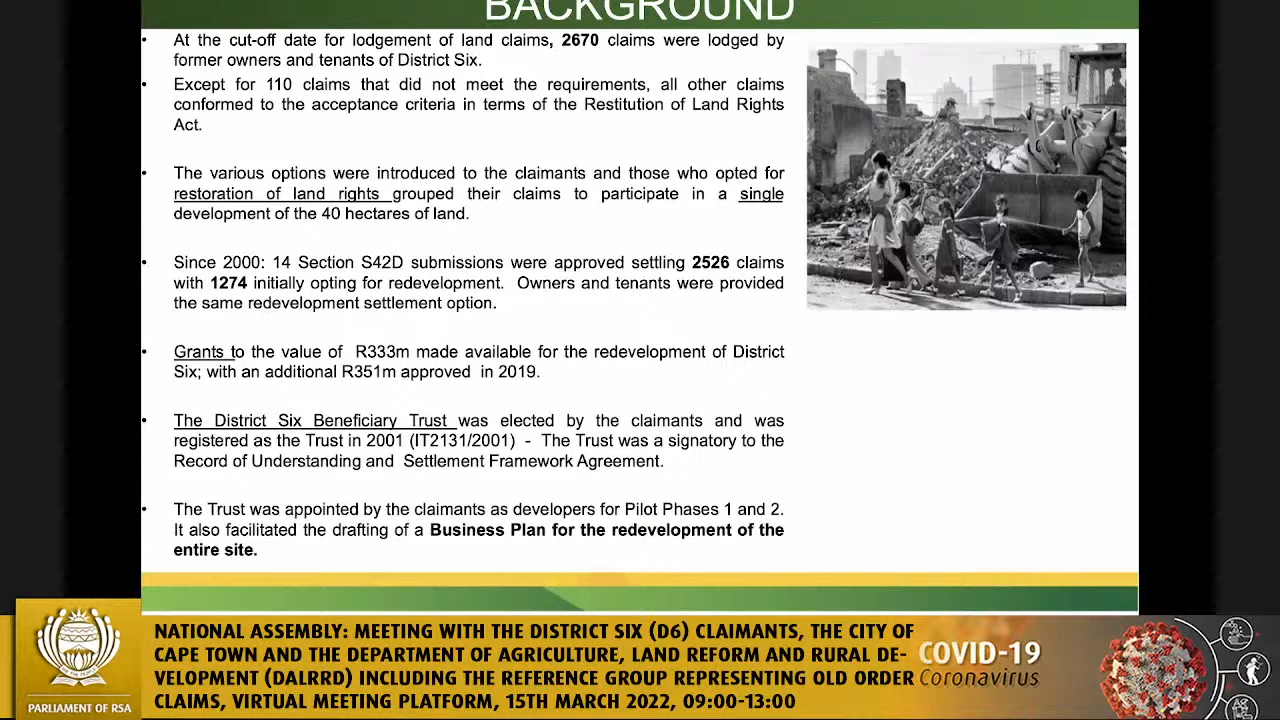 BACKGROUND
• At the cut-off date for lodgement of land claims, 2670 claims were lodged by
former owners and tenants of District Six.
• Except for 110 claims that did not meet the requirements, all other claims
conformed to the acceptance criteria in terms of the Restitution of Land Rights
Act.
• The various options were introduced to the claimants and those who opted for
restoration of land rights grouped their claims to participate in a single
development of the 40 hectares of land.
• Since 2000: 14 Section S42D submissions were approved settling 2526 claims
with 1274 initially opting for redevelopment. Owners and tenants were provided
the same redevelopment settlement option.
• Grants to the value of R333m made available for the redevelopment of District
Six; with an additional R351m approved in 2019.
• The District Six Beneficiary Trust was elected by the claimants and was
registered as the Trust in 2001 (IT2131/2001) - The Trust was a signatory to the
Record of Understanding and Settlement Framework Agreement.
• The Trust was appointed by the claimants as developers for Pilot Phases 1 and 2.
It also facilitated the drafting of a Business Plan for the redevelopment of the
entire site.
PARLIAMENT OF RSA
NATIONAL ASSEMBLY: MEETING WITH THE DISTRICT SIX (D6) CLAIMANTS, THE CITY OF
CAPE TOWN AND THE DEPARTMENT OF AGRICULTURE, LAND REFORM AND RURAL DE-
VELOPMENT (DALRRD) INCLUDING THE REFERENCE GROUP REPRESENTING OLD ORDER
CLAIMS, VIRTUAL MEETING PLATFORM, 15TH MARCH 2022, 09:00-13:00
COVID-19
Coronavirus